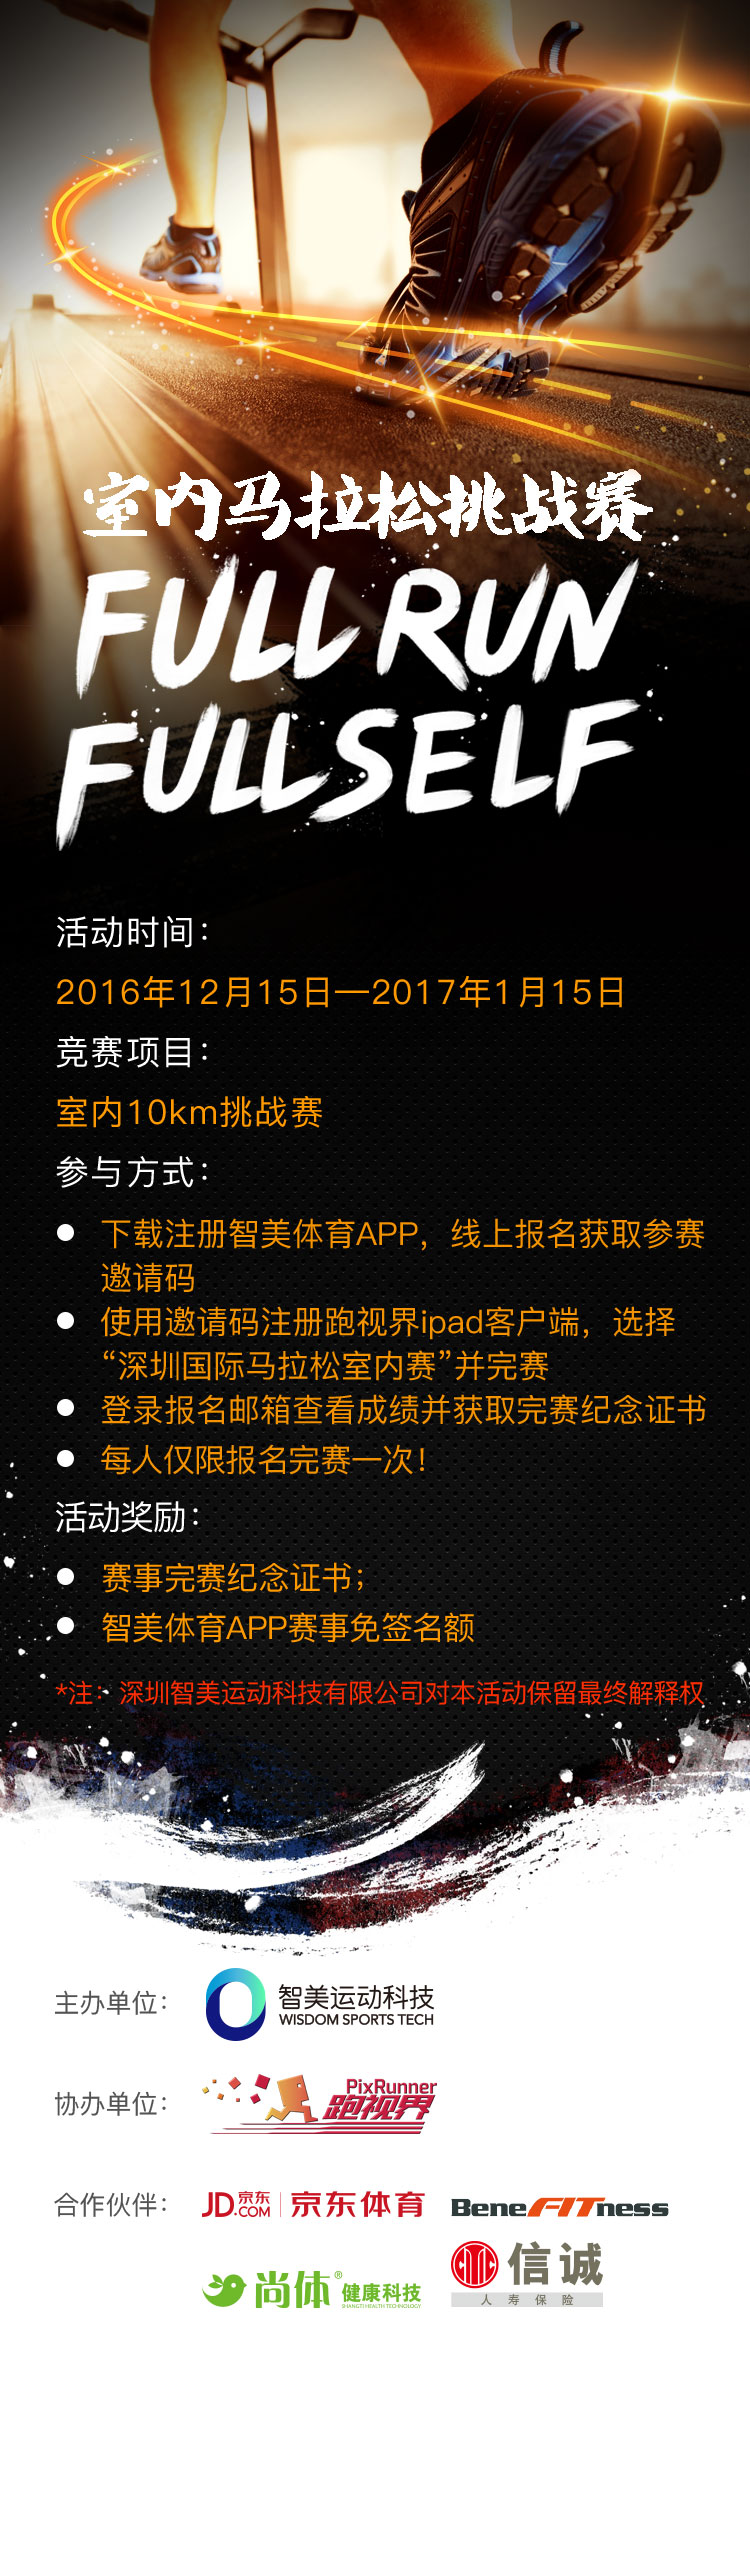 室内马拉松挑战赛
FULL RUN
FULL SELF
活动时间：
2016年12月15日—2017年1月15日
竞赛项目：
室内10km挑战赛
参与方式：
下载注册智美体育APP，线上报名获取参赛
邀请码
使用邀请码注册跑视界ipad客户端，选择
“深圳国际马拉松室内赛”并完赛
登录报名邮箱查看成绩并获取完赛纪念证书
每人仅限报名完赛一次！
活动奖励：
赛事完赛纪念证书；
智美体育APP赛事免签名额
*注：深圳智美运动科技有限公司对本活动保留最终解释权
主办单位：
智美运动科技
WISDOM SPORTS TECH
协办单位：
PixRunner
跑视界
合作伙伴：
JD京东.COM 京东体育
BeneFITness
尚体® 健康科技
SHANGTI HEALTH TECHNOLOGY
信诚
人寿保险